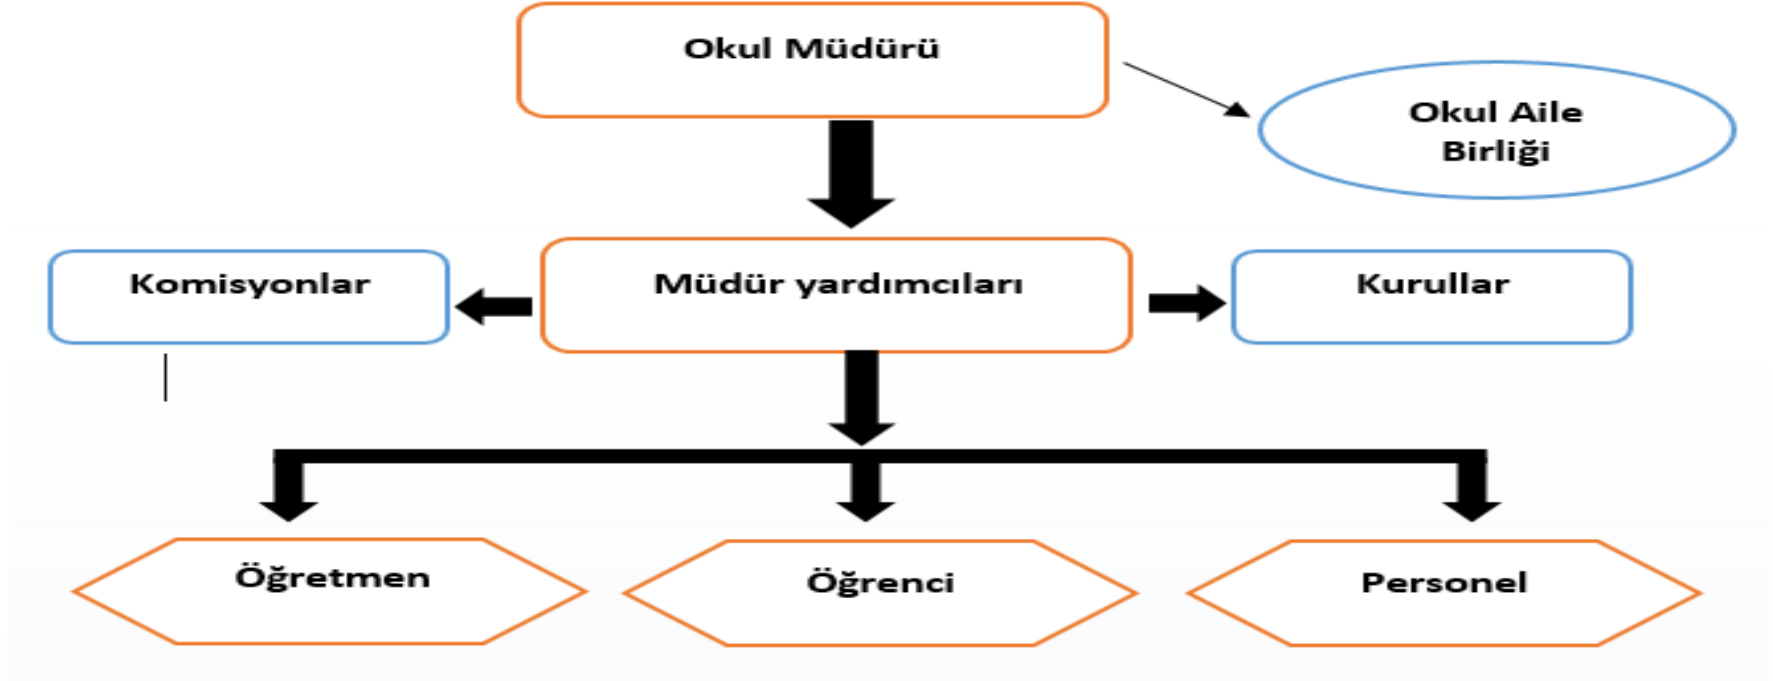 Okul Müdürü
Okul Aile
Birliği
Komisyonlar
Müdür yardımcıları
Kurullar
Öğretmen
Öğrenci
Personel